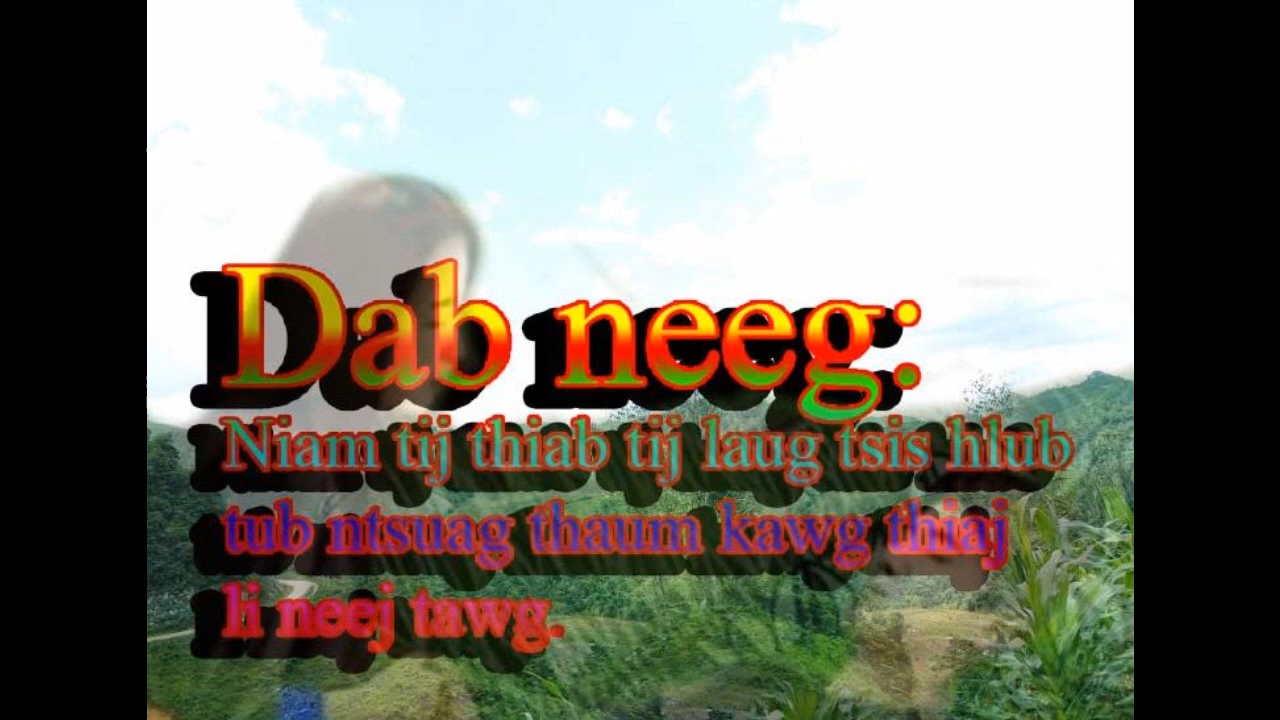 Dab neeg:
Niam tij thiab tij laug tsis hlub
tub ntsuag thaum kawg thiaj
li neej tawg.